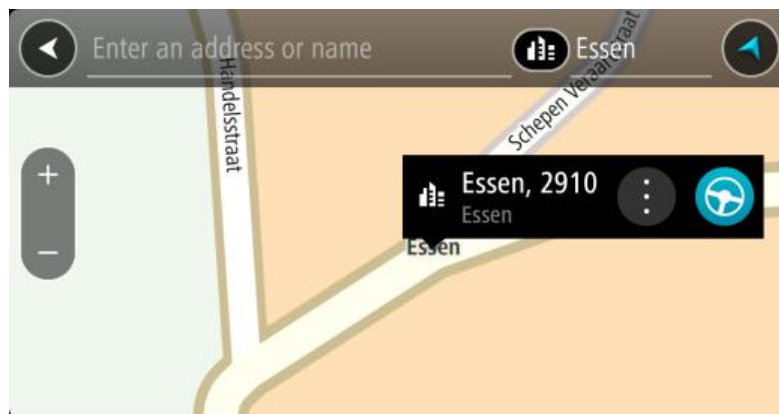 Enter an address or name
Essen
Handelsstraat
Schepen Veraartstraat
Essen, 2910
Essen
Essen
+
−